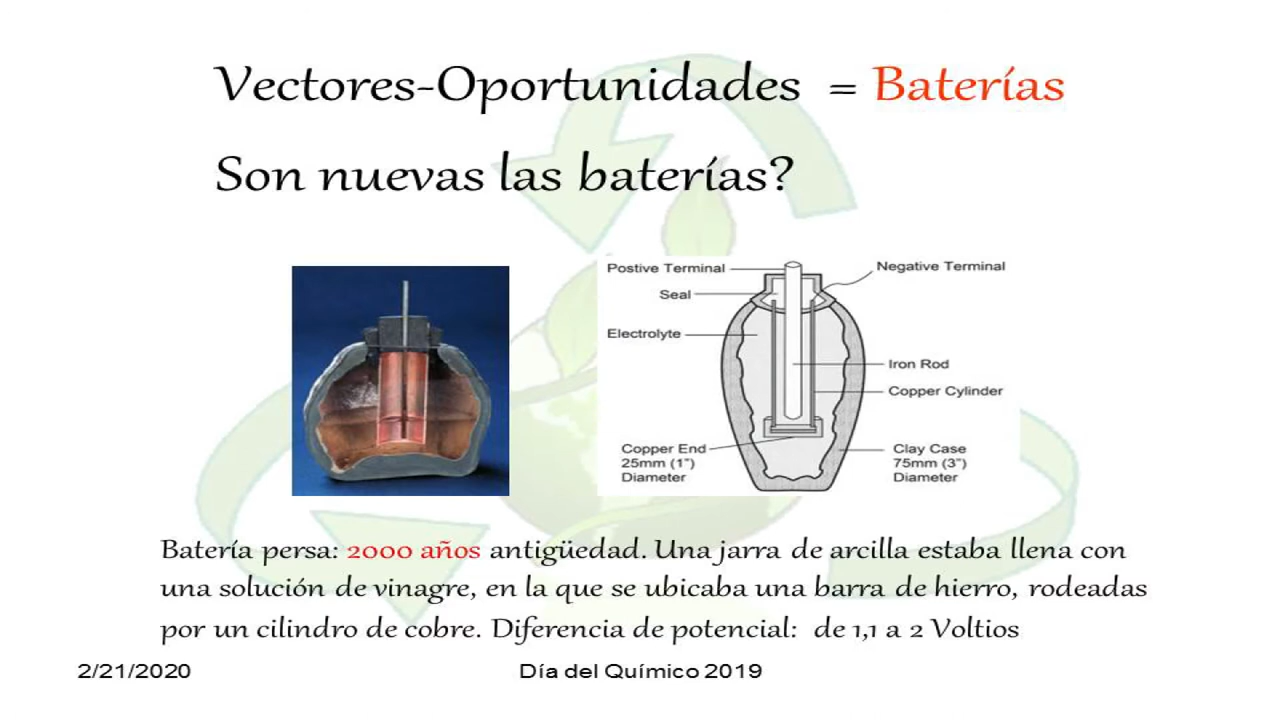 Vectores-Oportunidades = Baterías
Son nuevas las baterías?
Postive Terminal
Negative Terminal
Seal
Electrolyte
Iron Rod
Copper Cylinder
Copper End
25mm (1")
Diameter
Clay Case
75mm (3")
Diameter
Batería persa: 2000 años antigüedad. Una jarra de arcilla estaba llena con
una solución de vinagre, en la que se ubicaba una barra de hierro, rodeadas
por un cilindro de cobre. Diferencia de potencial: de 1,1 a 2 Voltios
2/21/2020
Día del Químico 2019